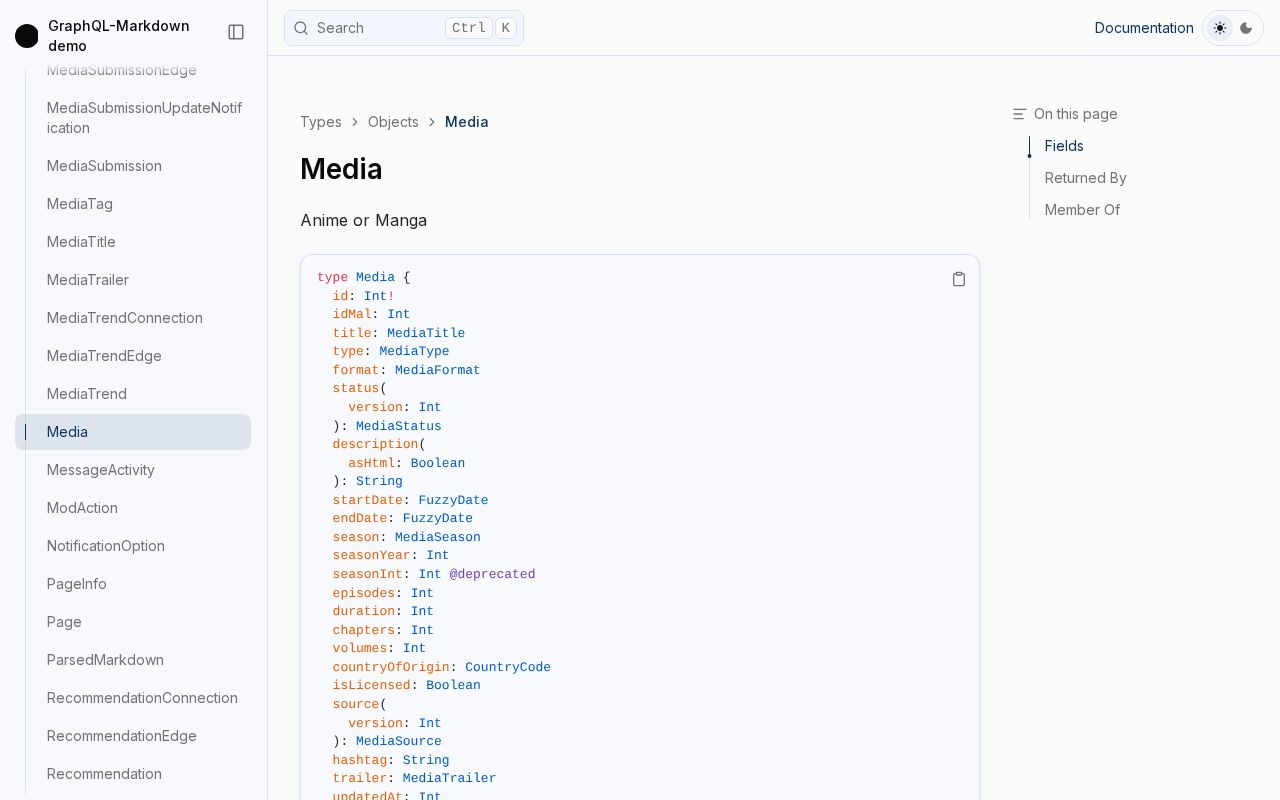 GraphQL-Markdown
demo
MediaSubmissionEdge
MediaSubmissionUpdateNotif
ication
MediaSubmission
MediaTag
MediaTitle
MediaTrailer
MediaTrendConnection
MediaTrendEdge
MediaTrend
Media
MessageActivity
ModAction
NotificationOption
PageInfo
Page
ParsedMarkdown
RecommendationConnection
RecommendationEdge
Recommendation
Search Ctrl K
Documentation
Types > Objects > Media
Media
Anime or Manga
type Media {
  id: Int!
  idMal: Int
  title: MediaTitle
  type: MediaType
  format: MediaFormat
  status(
    version: Int
  ): MediaStatus
  description(
    asHtml: Boolean
  ): String
  startDate: FuzzyDate
  endDate: FuzzyDate
  season: MediaSeason
  seasonYear: Int
  seasonInt: Int @deprecated
  episodes: Int
  duration: Int
  chapters: Int
  volumes: Int
  countryOfOrigin: CountryCode
  isLicensed: Boolean
  source(
    version: Int
  ): MediaSource
  hashtag: String
  trailer: MediaTrailer
  updatedAt: Int
On this page
Fields
Returned By
Member Of